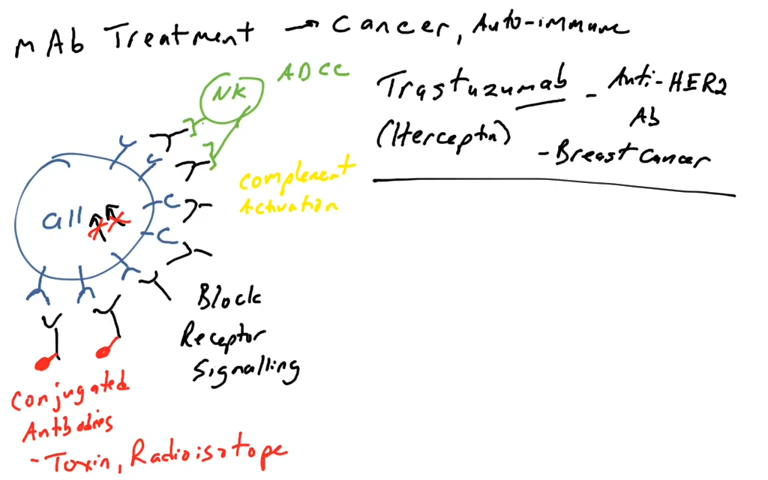 mAb Treatment → Cancer, Auto-immune
NK
ADCC
Trastuzumab - Anti-HER2
Ab
(Herceptin)
- Breast Cancer
Complement
Activation
Cell
Block
Receptor
Signalling
Conjugated
Antibodies
- Toxin, Radioisotope